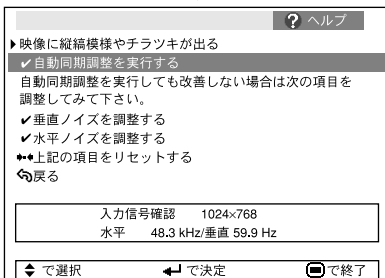 ? ヘルプ
映像に縦縞模様やチラツキが出る
✔自動同期調整を実行する
自動同期調整を実行しても改善しない場合は次の項目を
調整してみて下さい。
✔垂直ノイズを調整する
✔水平ノイズを調整する
上記の項目をリセットする
戻る
入力信号確認 1024×768
水平 48.3 kHz/垂直 59.9 Hz
で選択 で決定 で終了